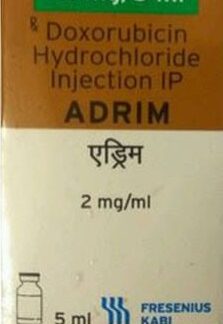 ℞ Doxorubicin
Hydrochloride
Injection IP
ADRIM
एड्रिम
2 mg/ml
5 ml
FRESENIUS
KABI